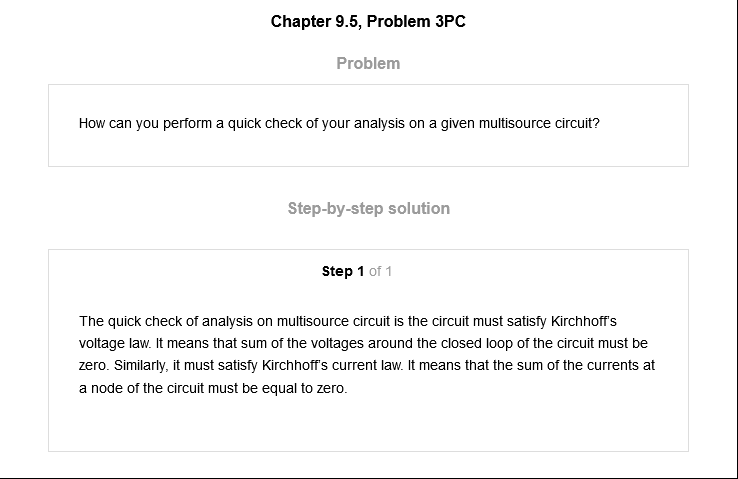 Chapter 9.5, Problem 3PC
Problem
How can you perform a quick check of your analysis on a given multisource circuit?
Step-by-step solution
Step 1 of 1
The quick check of analysis on multisource circuit is the circuit must satisfy Kirchhoff's
voltage law. It means that sum of the voltages around the closed loop of the circuit must be
zero. Similarly, it must satisfy Kirchhoff's current law. It means that the sum of the currents at
a node of the circuit must be equal to zero.